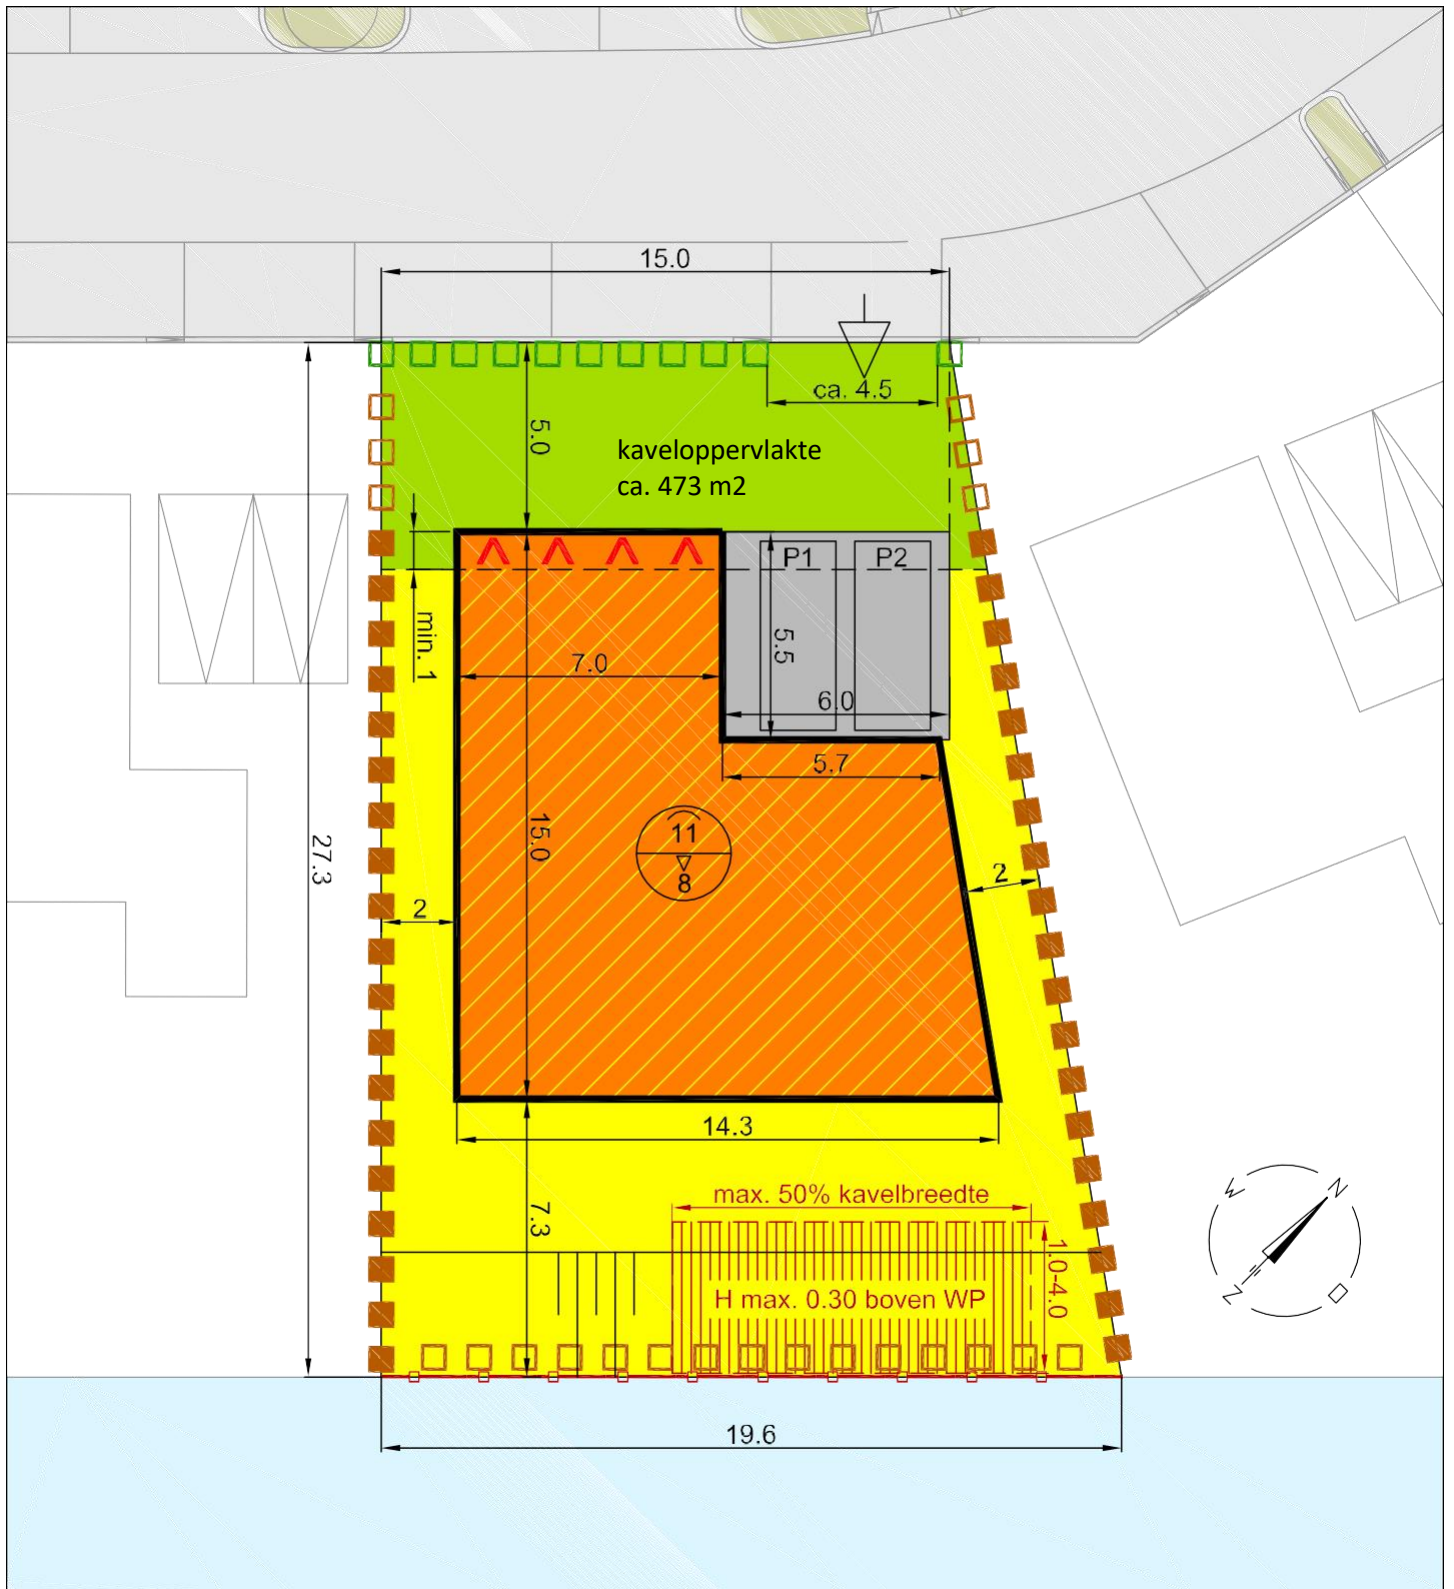 15.0
ca. 4.5
5.0
kaveloppervlakte
ca. 473 m2
P1
P2
min. 1
5.5
7.0
6.0
5.7
15.0
11
8
27.3
2
2
14.3
max. 50% kavelbreedte
7.3
1.0-4.0
H max. 0.30 boven WP
W
N
Z
O
19.6